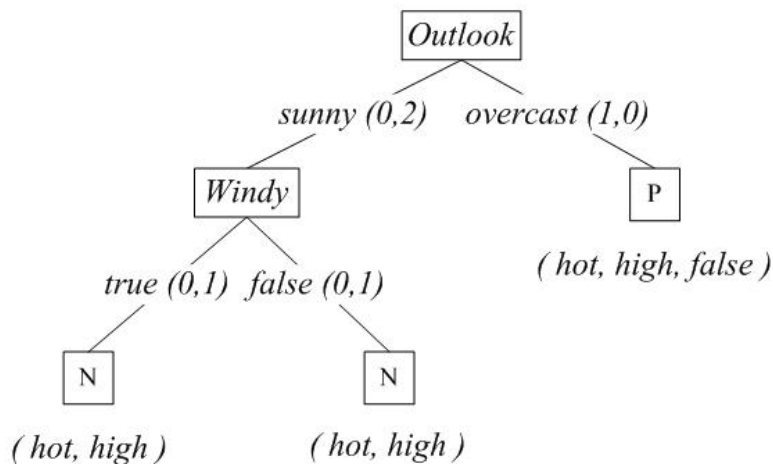 Outlook
sunny (0,2) overcast (1,0)
Windy
P
( hot, high, false )
true (0,1) false (0,1)
N N
( hot, high ) ( hot, high )